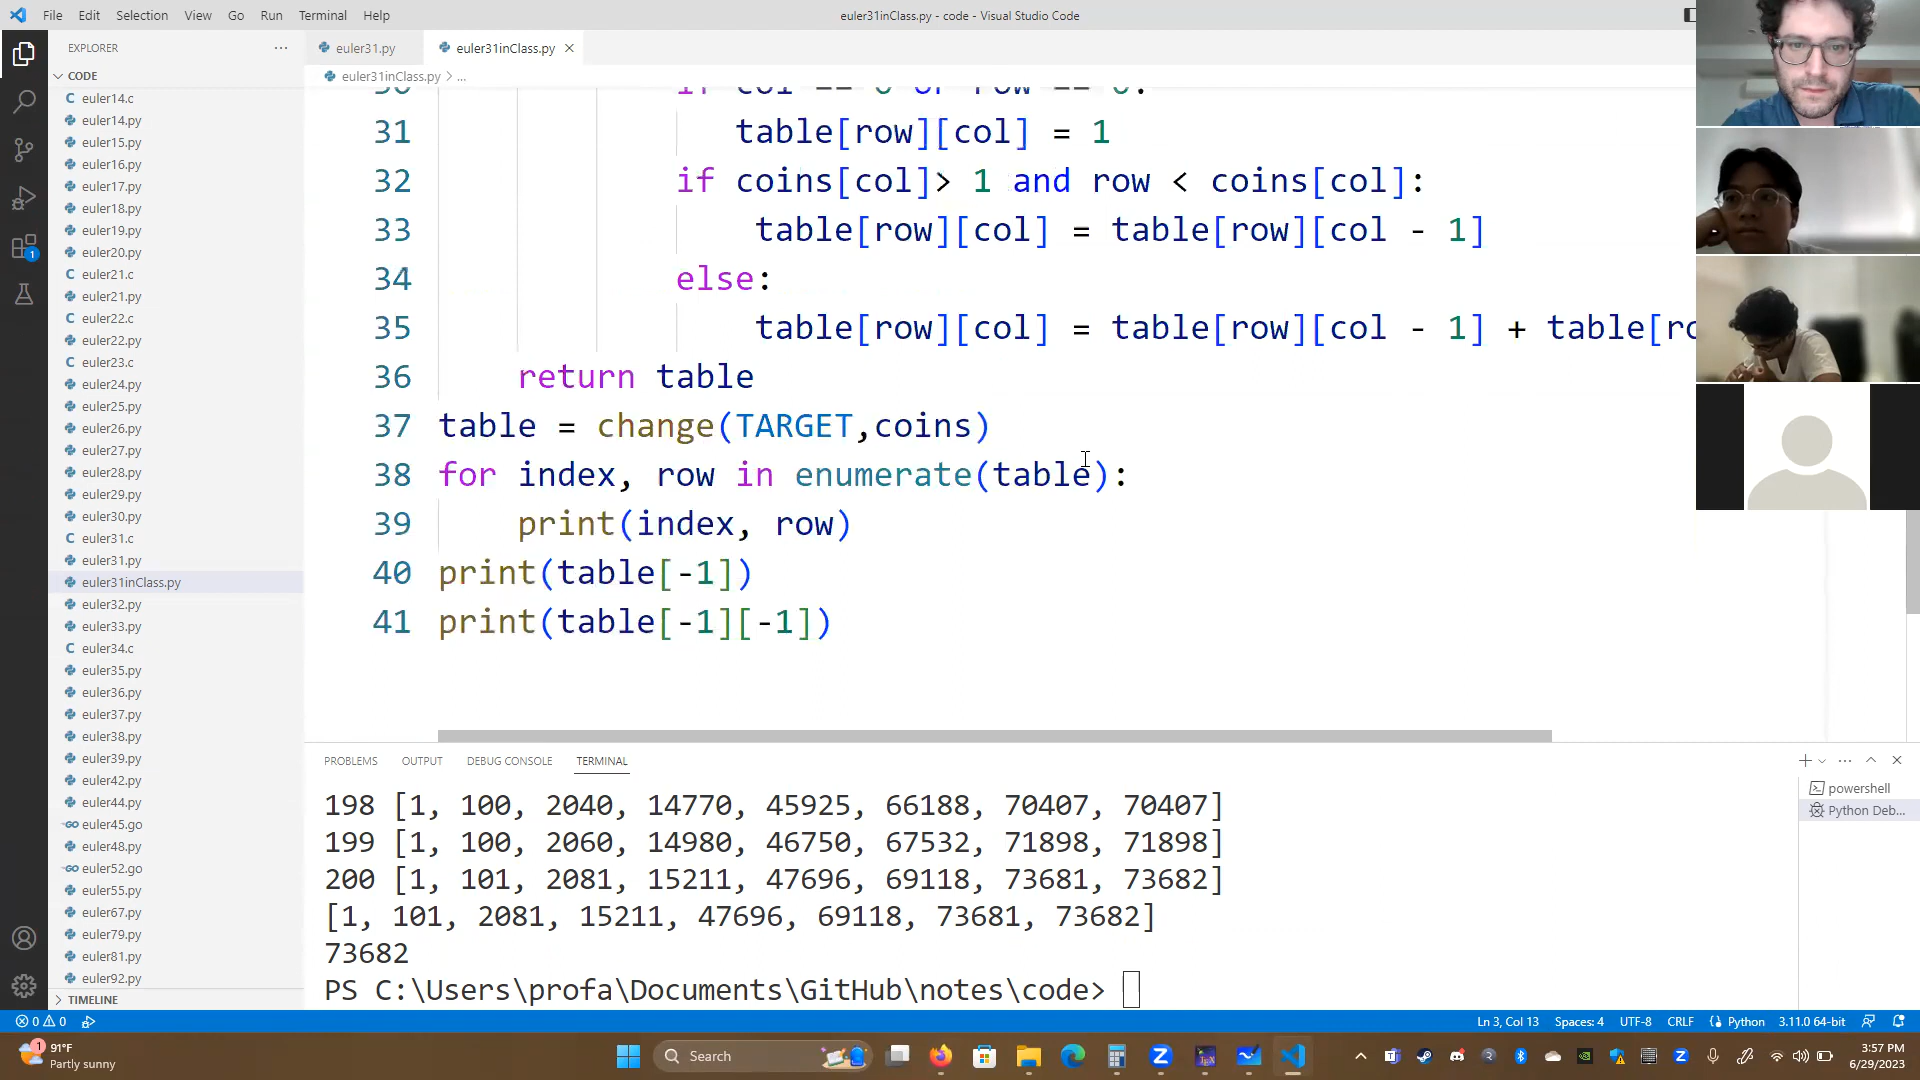 File Edit Selection View Go Run Terminal Help
euler31inClass.py - code - Visual Studio Code
EXPLORER
CODE
euler14.c
euler14.py
euler15.py
euler16.py
euler17.py
euler18.py
euler19.py
euler20.py
euler21.c
euler21.py
euler22.c
euler22.py
euler23.c
euler24.py
euler25.py
euler26.py
euler27.py
euler28.py
euler29.py
euler30.py
euler31.c
euler31.py
euler31inClass.py
euler32.py
euler33.py
euler34.c
euler35.py
euler36.py
euler37.py
euler38.py
euler39.py
euler42.py
euler44.py
euler45.go
euler48.py
euler52.go
euler55.py
euler67.py
euler79.py
euler81.py
euler92.py
TIMELINE
1
euler31.py euler31inClass.py
euler31inClass.py > ...
31 table[row][col] = 1
32 if coins[col]> 1 and row < coins[col]:
33 table[row][col] = table[row][col - 1]
34 else:
35 table[row][col] = table[row][col - 1] + table[ro
36 return table
37 table = change(TARGET,coins)
38 for index, row in enumerate(table):
39 print(index, row)
40 print(table[-1])
41 print(table[-1][-1])
PROBLEMS OUTPUT DEBUG CONSOLE TERMINAL
198 [1, 100, 2040, 14770, 45925, 66188, 70407, 70407]
199 [1, 100, 2060, 14980, 46750, 67532, 71898, 71898]
200 [1, 101, 2081, 15211, 47696, 69118, 73681, 73682]
[1, 101, 2081, 15211, 47696, 69118, 73681, 73682]
73682
PS C:\Users\profa\Documents\GitHub\notes\code>
powershell
Python Deb...
0 0
Ln 3, Col 13 Spaces: 4 UTF-8 CRLF Python 3.11.0 64-bit
1
91°F
Partly sunny
Search
3:57 PM
6/29/2023